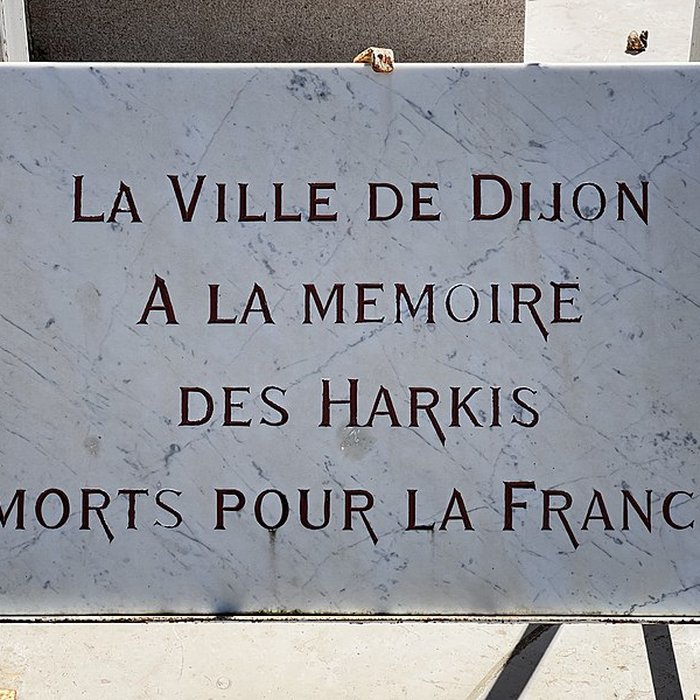 LA VILLE DE DIJON
A LA MEMOIRE
DES HARKIS
MORTS POUR LA FRANC